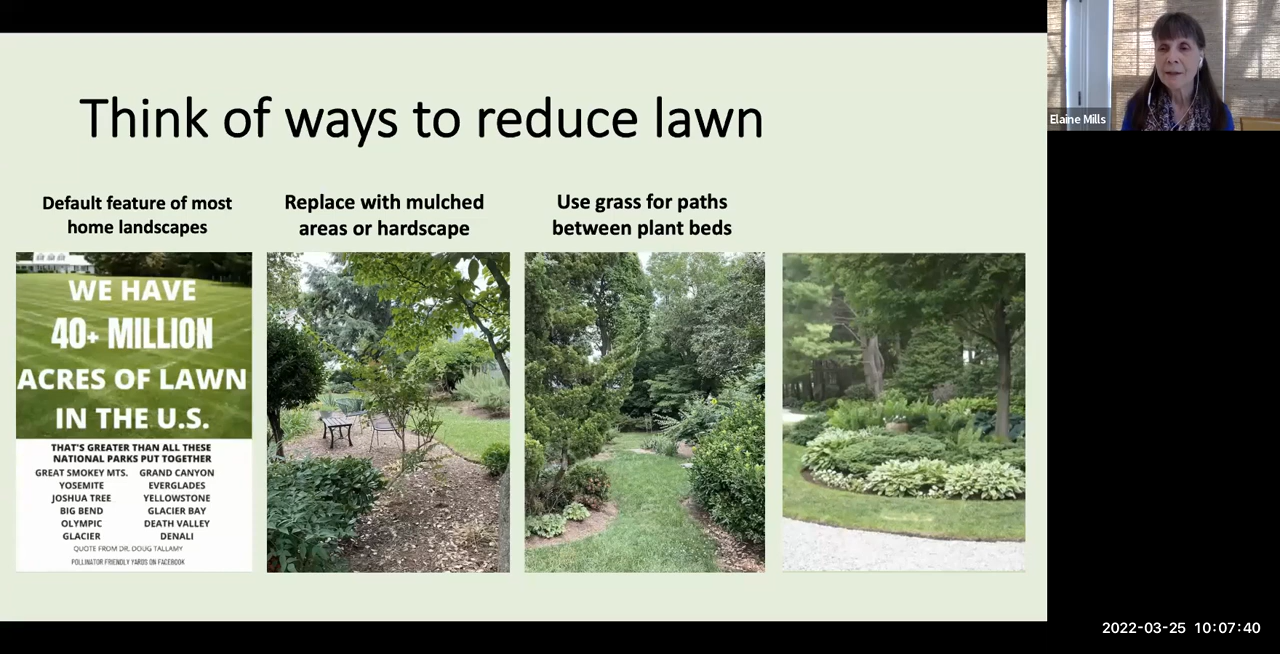 Think of ways to reduce lawn
Default feature of most
home landscapes
Replace with mulched
areas or hardscape
Use grass for paths
between plant beds
WE HAVE
40+ MILLION
ACRES OF LAWN
IN THE U.S.
THAT'S GREATER THAN ALL THESE
NATIONAL PARKS PUT TOGETHER
GREAT SMOKEY MTS. GRAND CANYON
YOSEMITE EVERGLADES
JOSHUA TREE YELLOWSTONE
BIG BEND GLACIER BAY
OLYMPIC DEATH VALLEY
GLACIER DENALI
QUOTE FROM DR. DOUG TALLAMY
POLLINATOR FRIENDLY YARDS ON FACEBOOK
Elaine Mills
2022-03-25 10:07:40